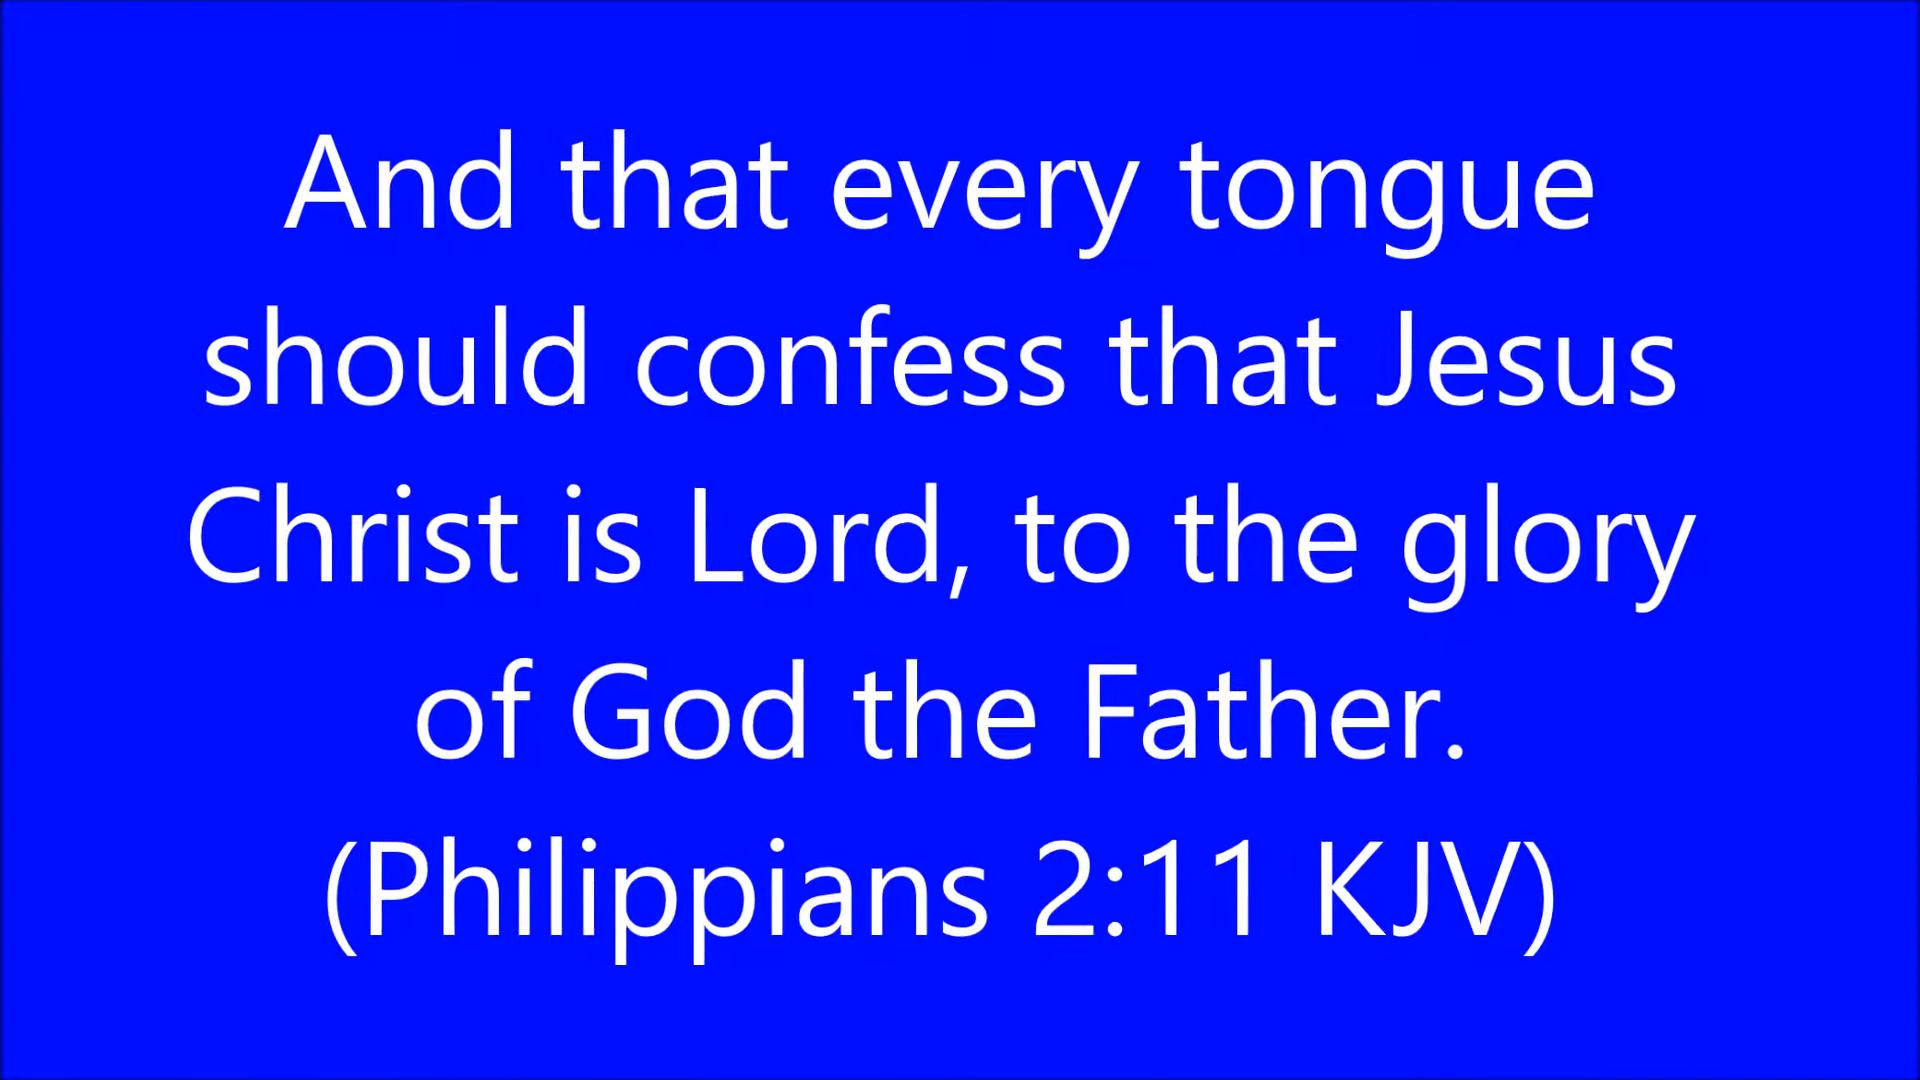 And that every tongue
should confess that Jesus
Christ is Lord, to the glory
of God the Father.
(Philippians 2:11 KJV)